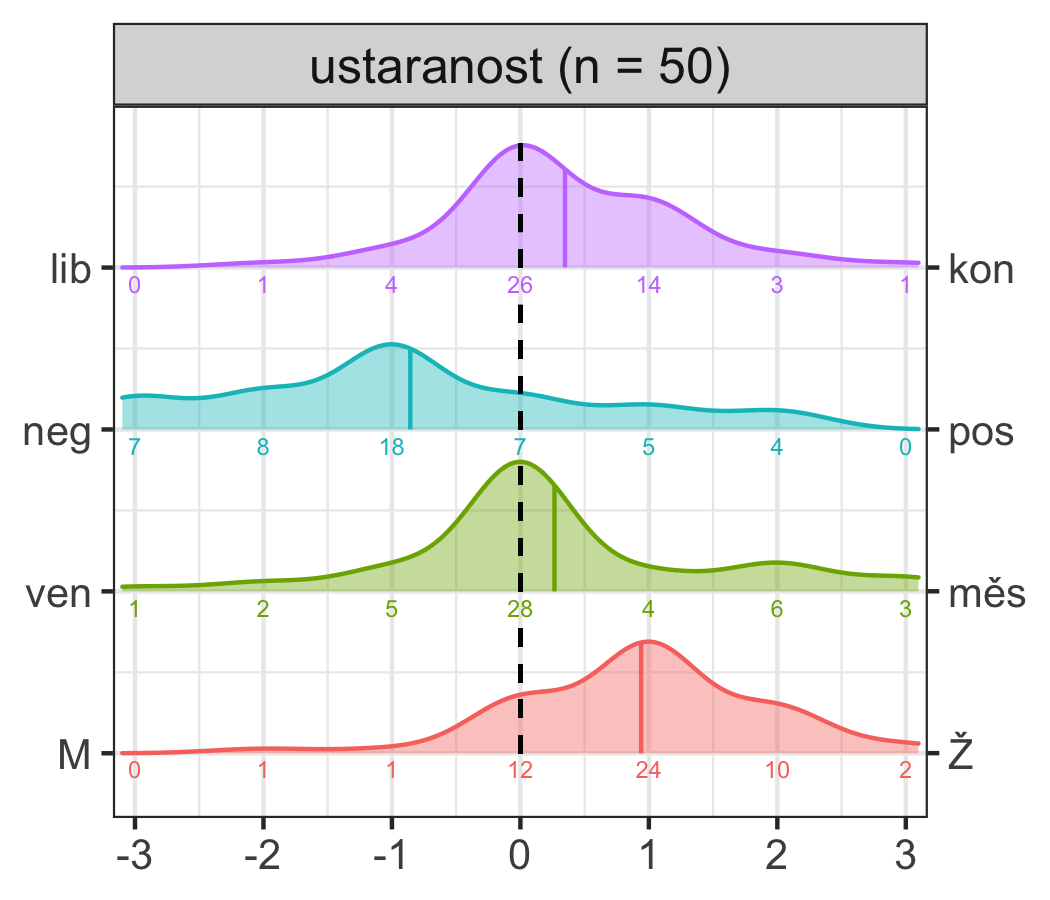 ustaranost (n = 50)
lib kon
0 1 4 26 14 3 1
neg pos
7 8 18 7 5 4 0
ven měs
1 2 5 28 4 6 3
M Ž
0 1 1 12 24 10 2
-3 -2 -1 0 1 2 3